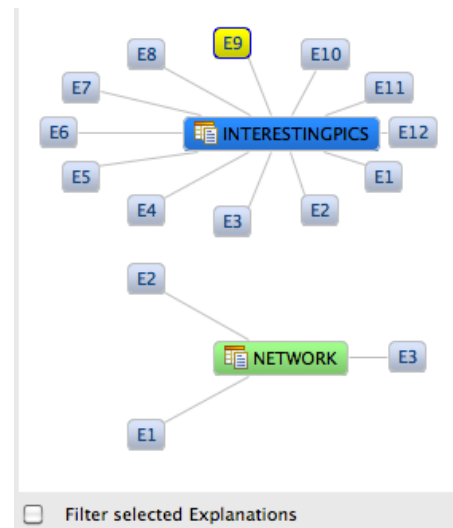 E9
E8
E10
E7
E11
E6
INTERESTINGPICS
E12
E5
E1
E4
E3
E2
E2
NETWORK
E3
E1
Filter selected Explanations